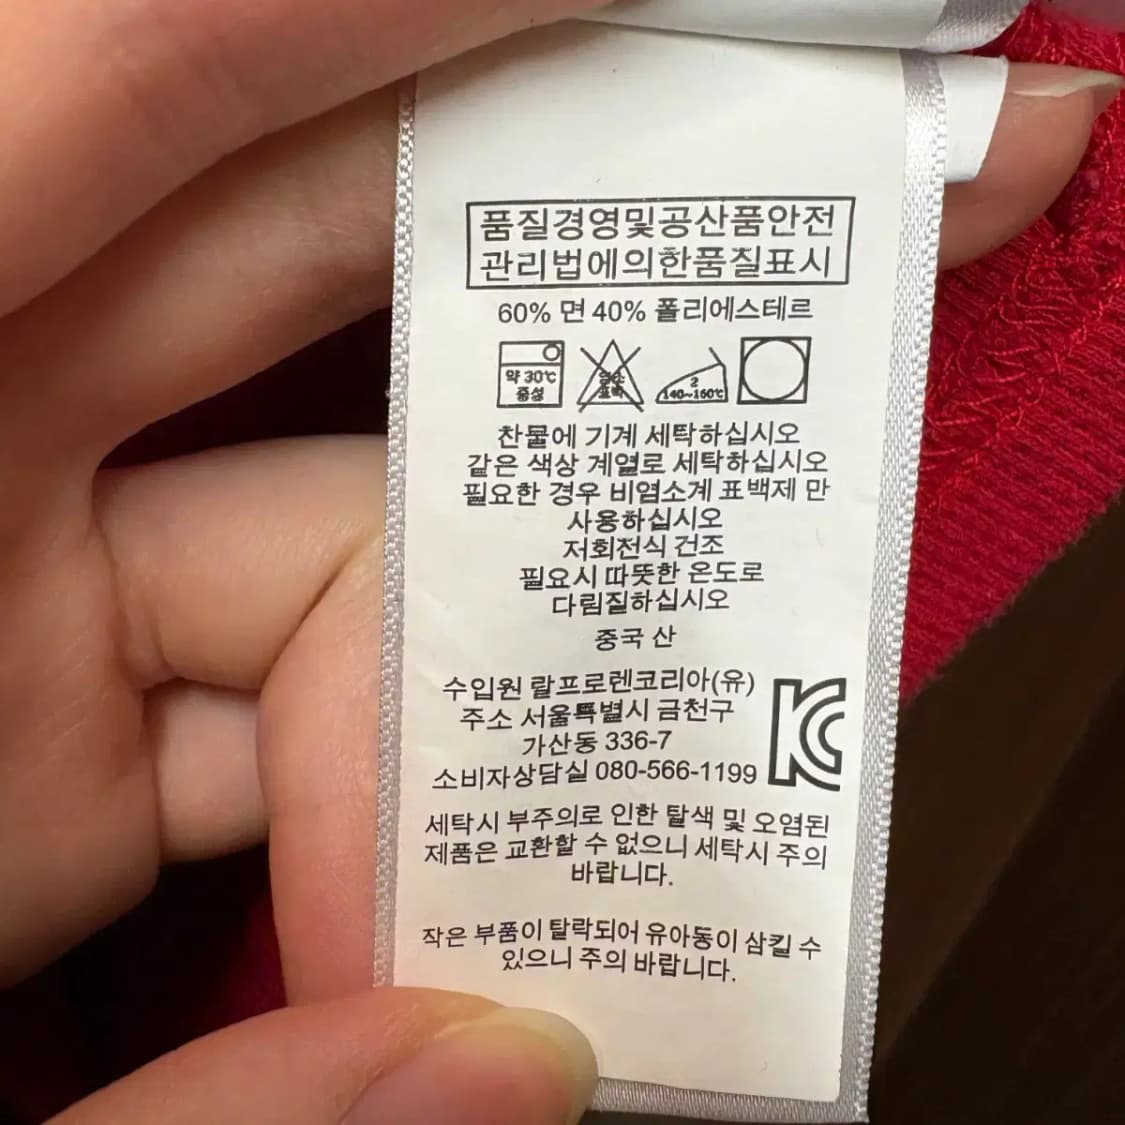 품질경영및공산품안전
관리법에의한품질표시
60% 면 40% 폴리에스테르
약 30℃
중성
염소
표백
2
140~160℃
찬물에 기계 세탁하십시오
같은 색상 계열로 세탁하십시오
필요한 경우 비염소계 표백제 만
사용하십시오
저회전식 건조
필요시 따뜻한 온도로
다림질하십시오
중국 산
수입원 랄프로렌코리아(유)
주소 서울특별시 금천구
가산동 336-7
소비자상담실 080-566-1199
세탁시 부주의로 인한 탈색 및 오염된
제품은 교환할 수 없으니 세탁시 주의
바랍니다.
작은 부품이 탈락되어 유아동이 삼킬 수
있으니 주의 바랍니다.